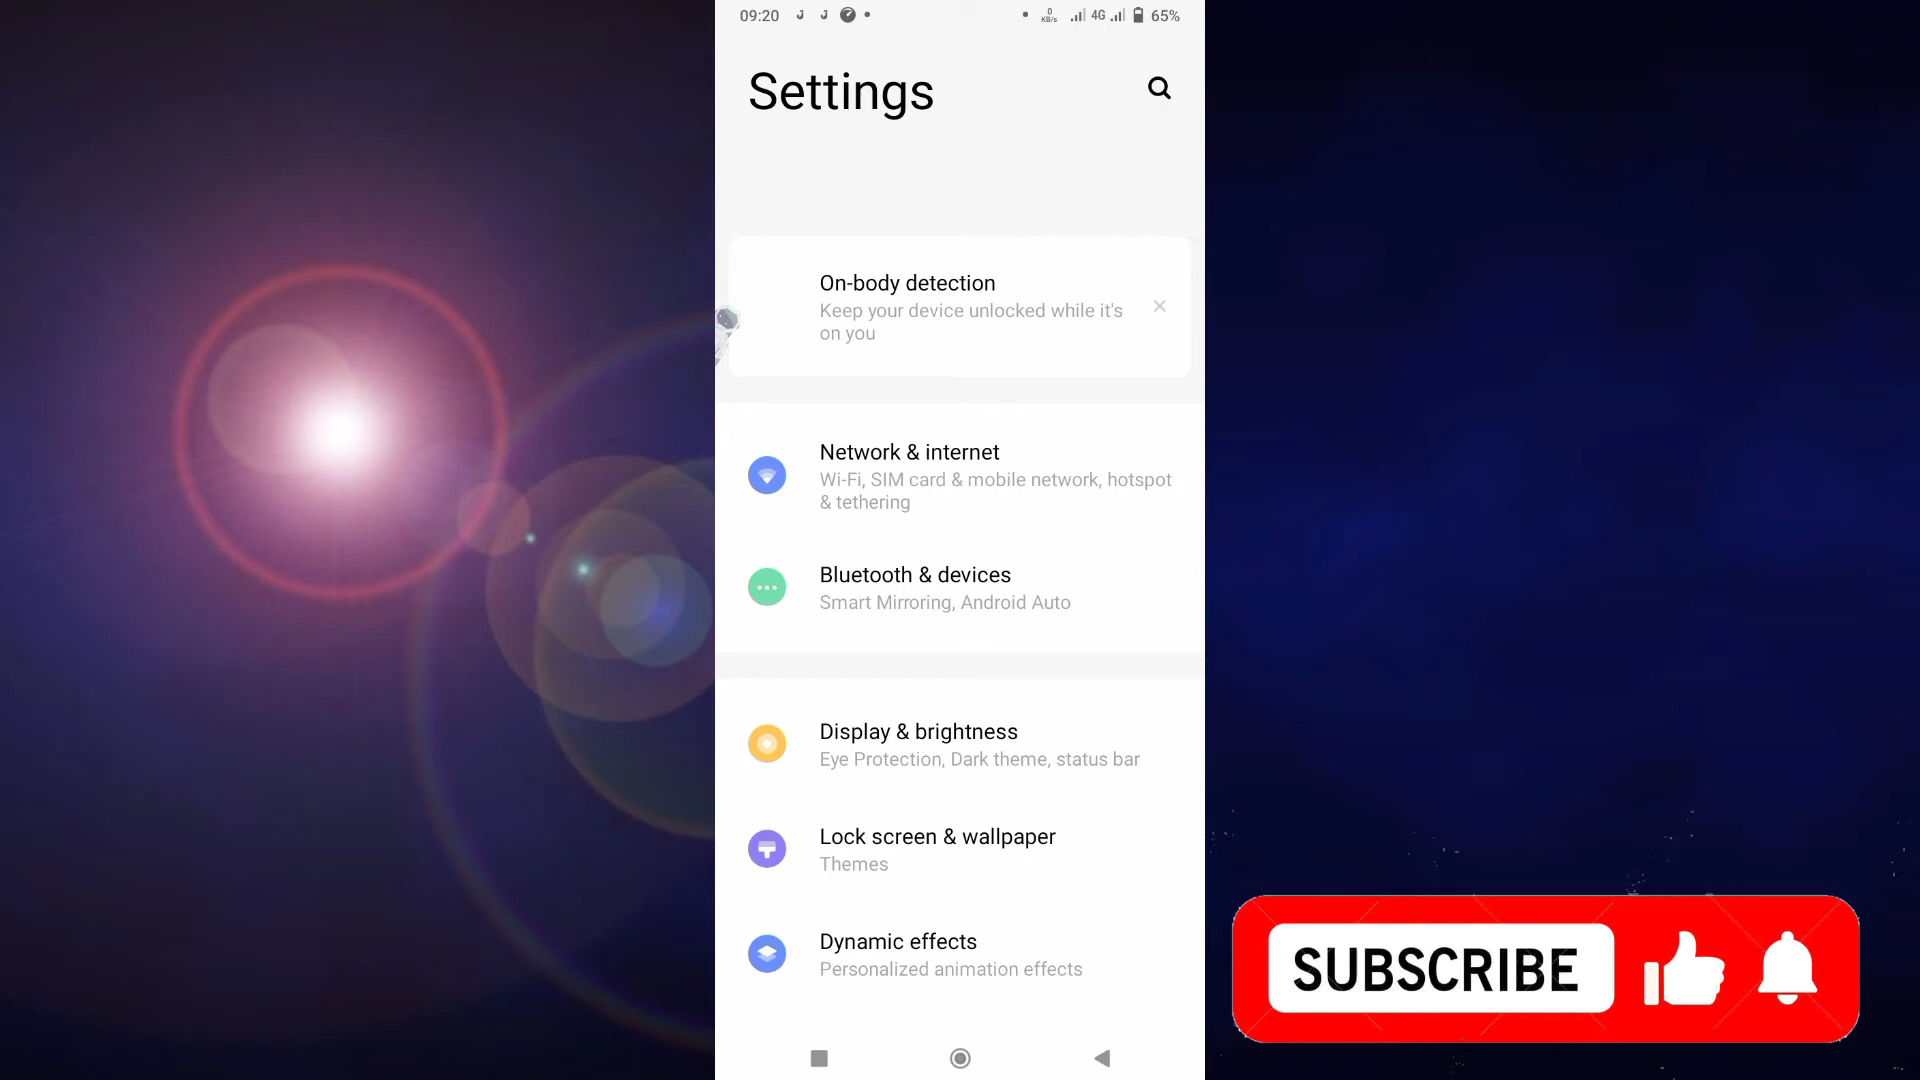 09:20
0
KB/s
4G
65%
Settings
On-body detection
Keep your device unlocked while it's
on you
Network & internet
Wi-Fi, SIM card & mobile network, hotspot
& tethering
Bluetooth & devices
Smart Mirroring, Android Auto
Display & brightness
Eye Protection, Dark theme, status bar
Lock screen & wallpaper
Themes
Dynamic effects
Personalized animation effects
SUBSCRIBE